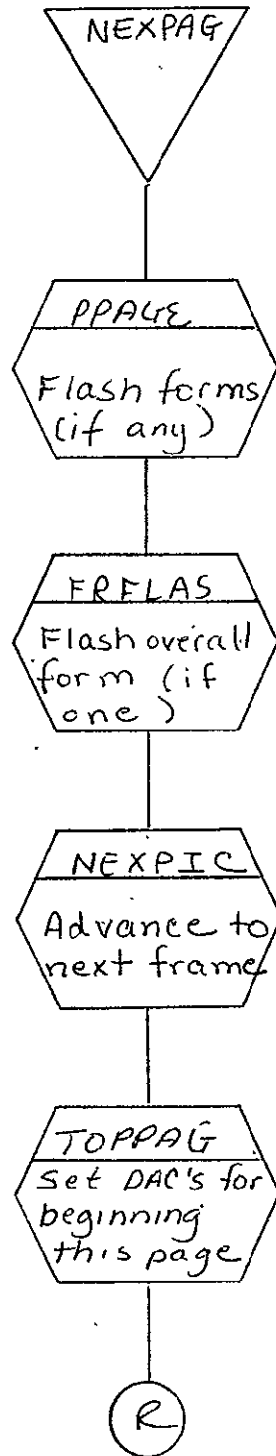 NEXPAG
PPAGE
Flash forms
(if any)
FRFLAS
Flash overall
form (if
one)
NEXPIC
Advance to
next frame
TOPPAG
Set DAC's for
beginning
this page
R